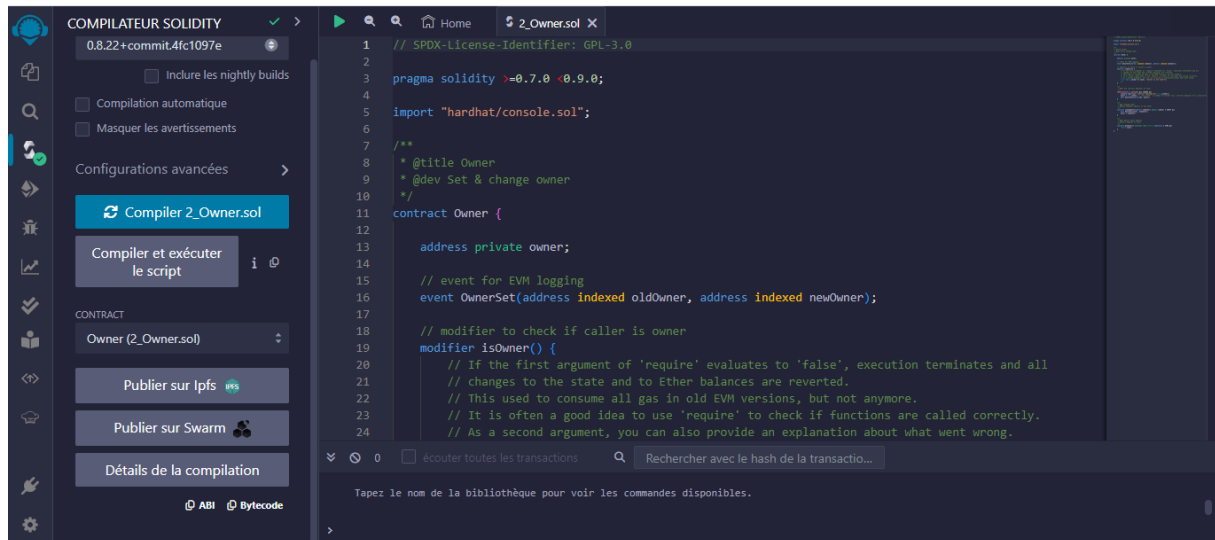 COMPILATEUR SOLIDITY
0.8.22+commit.4fc1097e
Inclure les nightly builds
Compilation automatique
Masquer les avertissements
Configurations avancées
Compiler 2_Owner.sol
Compiler et exécuter
le script
CONTRACT
Owner (2_Owner.sol)
Publier sur Ipfs
IPFS
Publier sur Swarm
Détails de la compilation
ABI Bytecode
Home 2_Owner.sol
1 // SPDX-License-Identifier: GPL-3.0
2
3 pragma solidity >=0.7.0 <0.9.0;
4
5 import "hardhat/console.sol";
6
7 /**
8 * @title Owner
9 * @dev Set & change owner
10 */
11 contract Owner {
12
13 address private owner;
14
15 // event for EVM logging
16 event OwnerSet(address indexed oldOwner, address indexed newOwner);
17
18 // modifier to check if caller is owner
19 modifier isOwner() {
20 // If the first argument of 'require' evaluates to 'false', execution terminates and all
21 // changes to the state and to Ether balances are reverted.
22 // This used to consume all gas in old EVM versions, but not anymore.
23 // It is often a good idea to use 'require' to check if functions are called correctly.
24 // As a second argument, you can also provide an explanation about what went wrong.
0 écouter toutes les transactions Rechercher avec le hash de la transactio...
Tapez le nom de la bibliothèque pour voir les commandes disponibles.
>